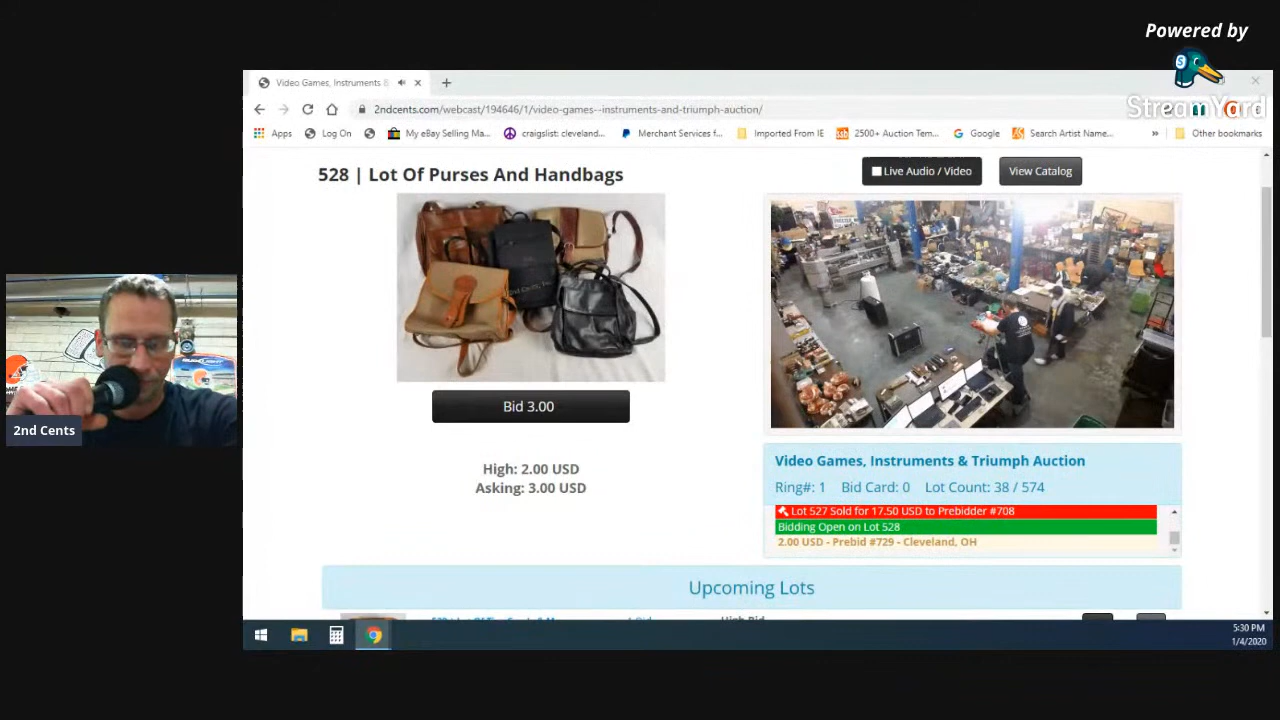 Powered by
StreamYard
Video Games, Instruments &
2ndcents.com/webcast/194646/1/video-games--instruments-and-triumph-auction/
Apps
Log On
My eBay Selling Ma...
craigslist: cleveland...
Merchant Services f...
Imported From IE
2500+ Auction Tem...
Google
Search Artist Name...
»
Other bookmarks
528 | Lot Of Purses And Handbags
Live Audio / Video
View Catalog
Bid 3.00
High: 2.00 USD
Asking: 3.00 USD
Video Games, Instruments & Triumph Auction
Ring#: 1 Bid Card: 0 Lot Count: 38 / 574
Lot 527 Sold for 17.50 USD to Prebidder #708
Bidding Open on Lot 528
2.00 USD - Prebid #729 - Cleveland, OH
Upcoming Lots
2nd Cents
5:30 PM
1/4/2020